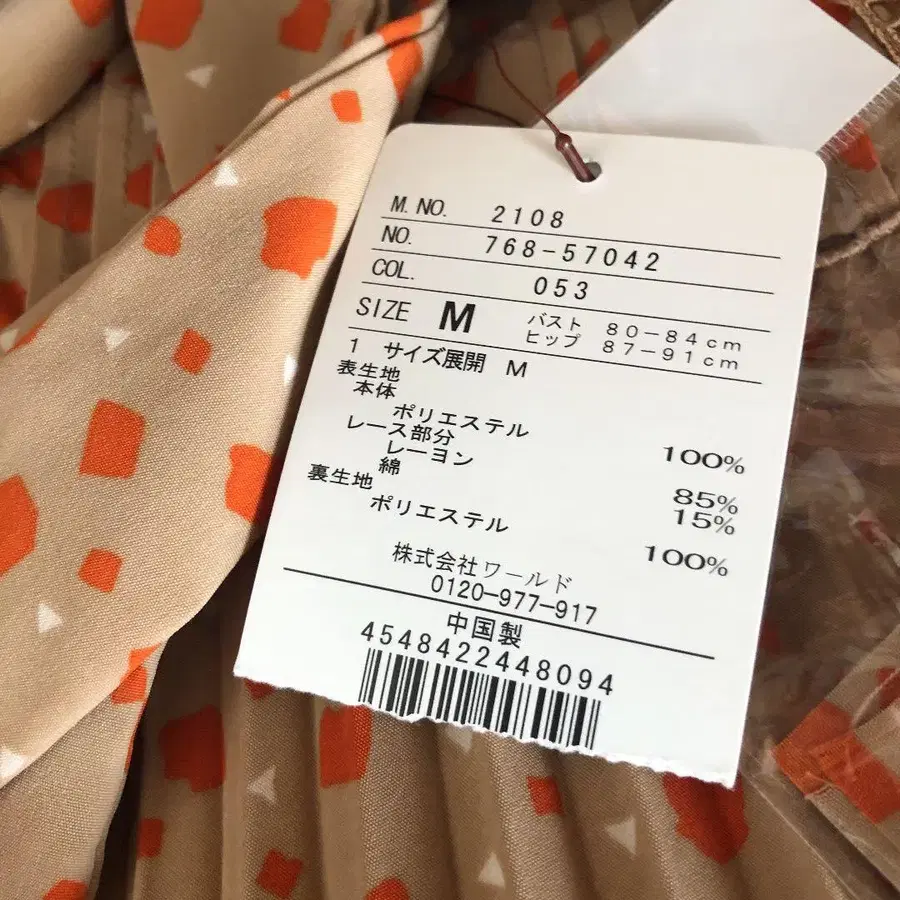 M. NO. 2108
NO. 768-57042
COL. 053
SIZE M バスト 80-84cm
ヒップ 87-91cm
1 サイズ展開 M
表生地
本体
ポリエステル 100%
レース部分
レーヨン 85%
綿 15%
裏生地
ポリエステル 100%
株式会社ワールド
0120-977-917
中国製
4548422448094